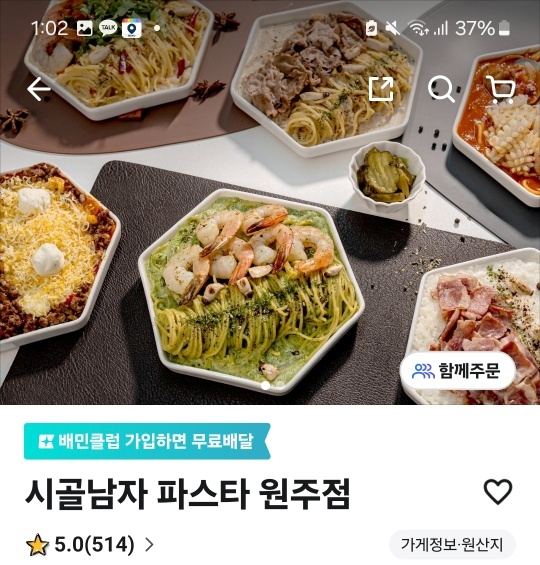 1:02
TALK
37%
함께주문
배민클럽 가입하면 무료배달
시골남자 파스타 원주점
5.0(514)
가게정보·원산지